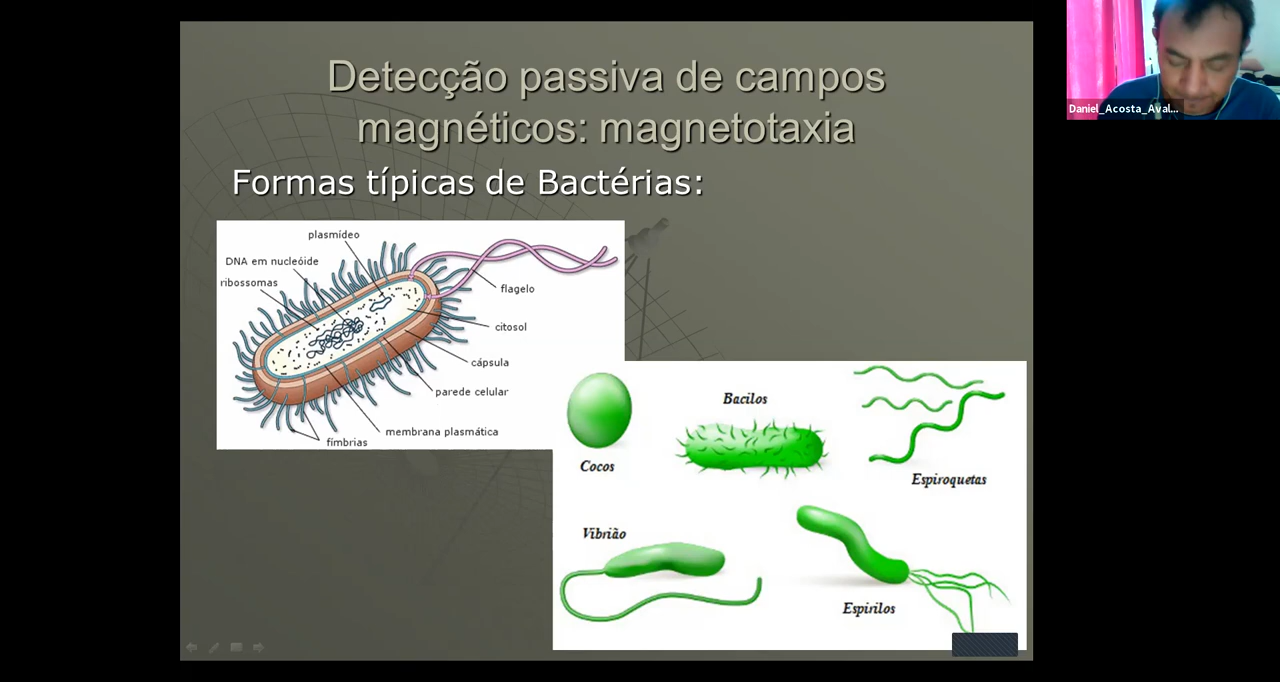 Detecção passiva de campos
magnéticos: magnetotaxia
Formas típicas de Bactérias:
plasmídeo
DNA em nucleóide
ribossomas
flagelo
citosol
cápsula
parede celular
membrana plasmática
fímbrias
Cocos
Bacilos
Espiroquetas
Vibrião
Espirilos
Daniel_Acosta_Aval...